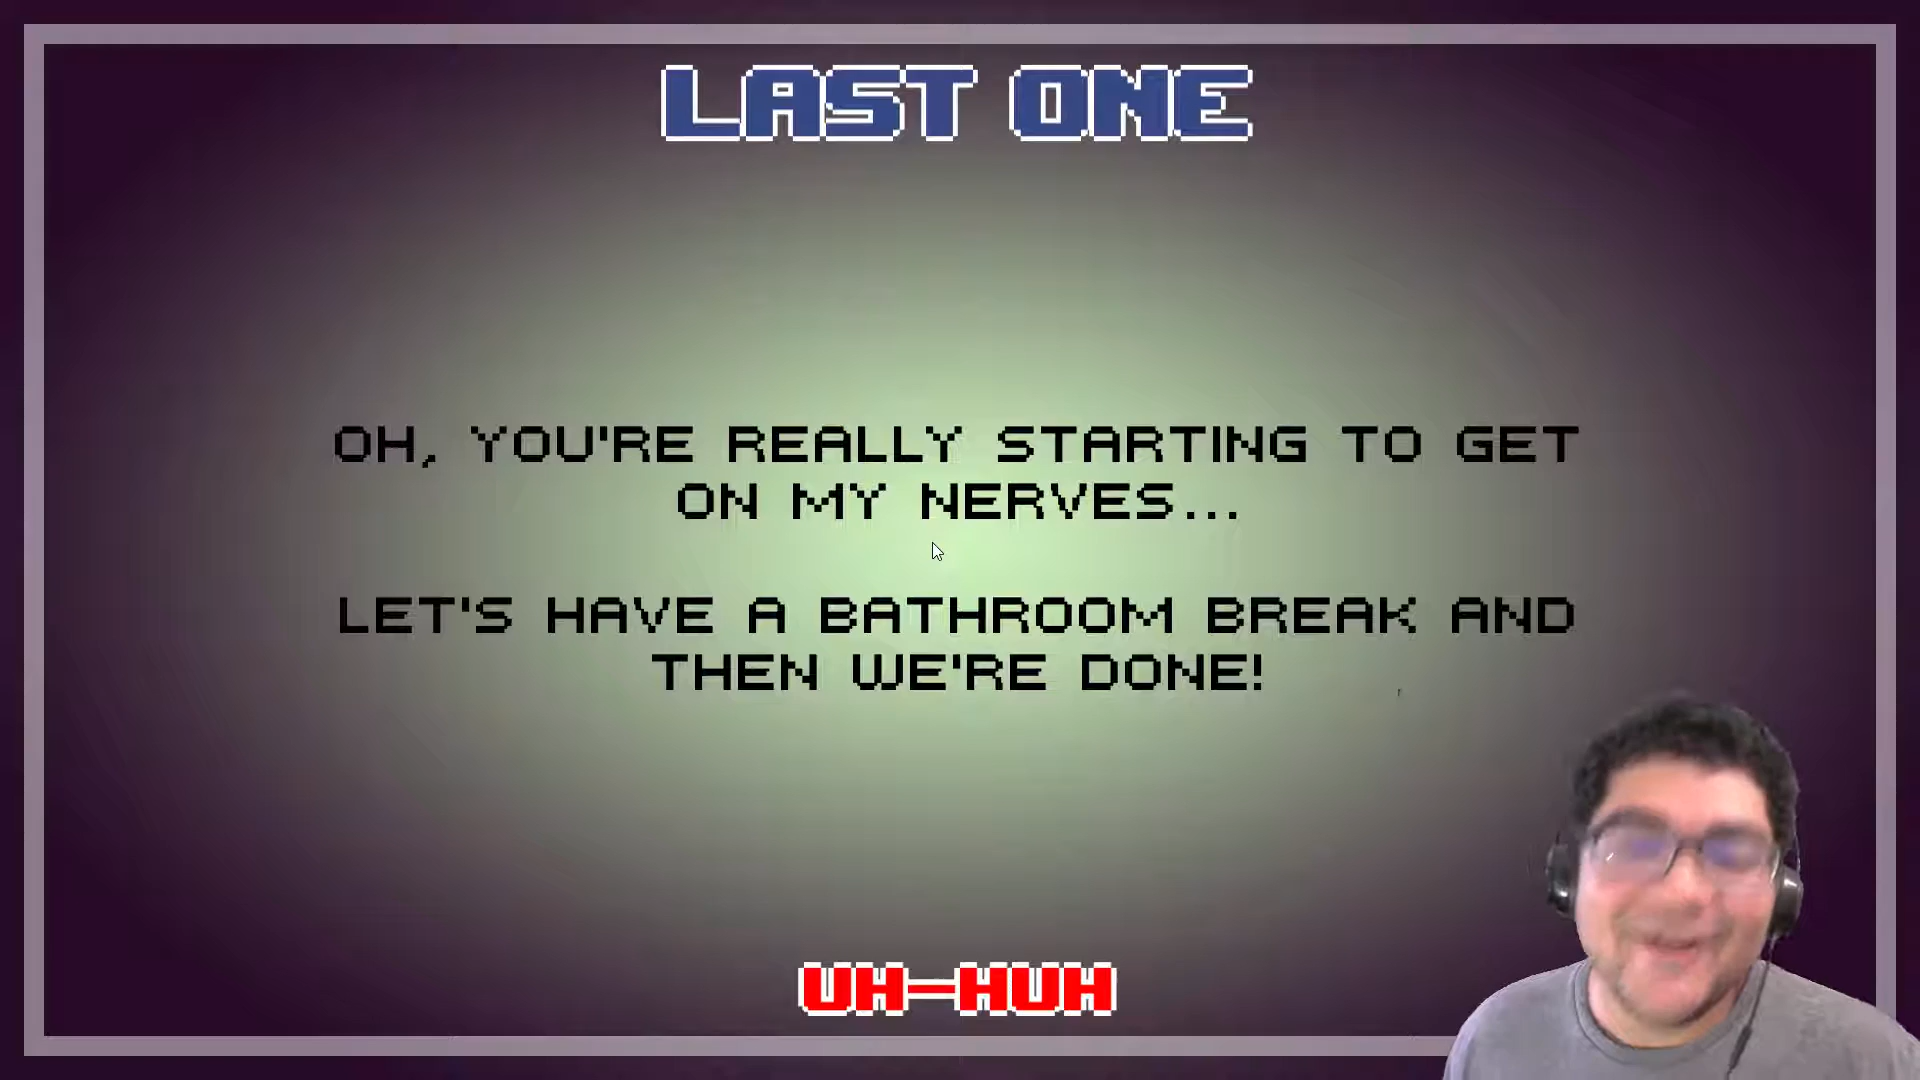 LAST ONE
OH, YOU'RE REALLY STARTING TO GET
ON MY NERVES...
LET'S HAVE A BATHROOM BREAK AND
THEN WE'RE DONE!
UH-HUH